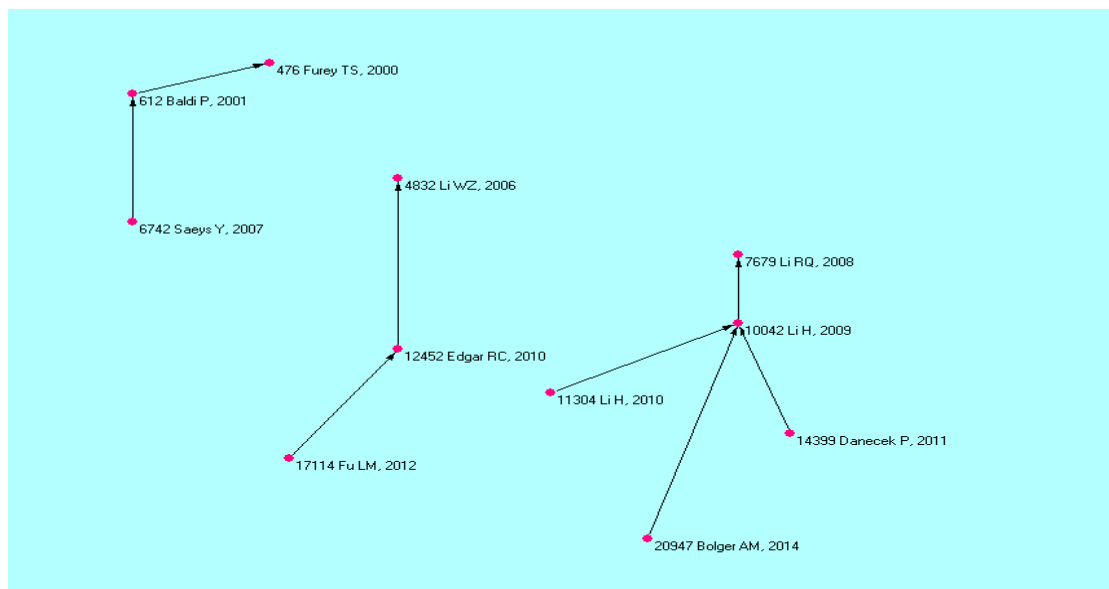 476 Furey TS, 2000
612 Baldi P, 2001
4832 Li WZ, 2006
6742 Saeys Y, 2007
7679 Li RQ, 2008
10042 Li H, 2009
12452 Edgar RC, 2010
11304 Li H, 2010
14399 Danecek P, 2011
17114 Fu LM, 2012
20947 Bolger AM, 2014